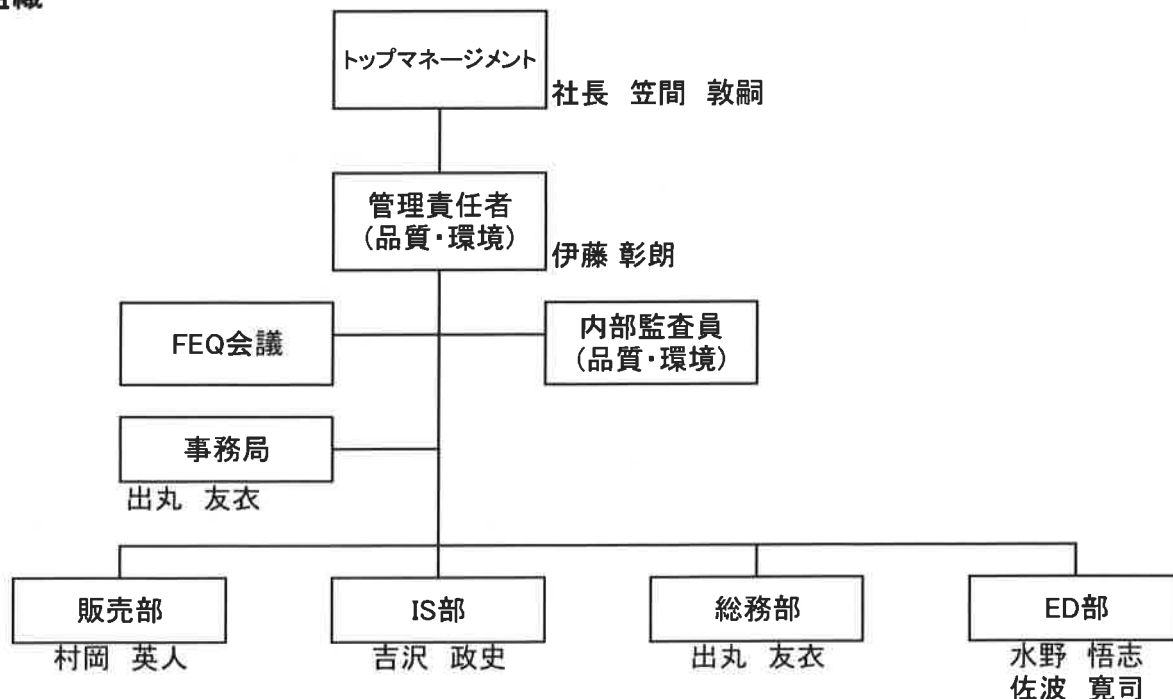 組織
トップマネージメント
社長 笠間 敦嗣
管理責任者
(品質・環境)
伊藤 彰朗
FEQ会議
内部監査員
(品質・環境)
事務局
出丸 友衣
販売部
IS部
総務部
ED部
村岡 英人
吉沢 政史
出丸 友衣
水野 悟志
佐波 寛司